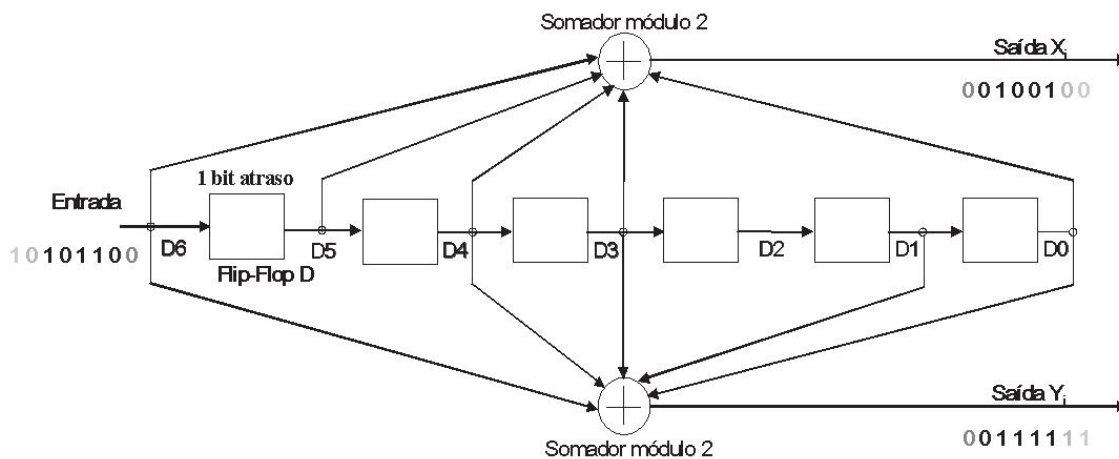 Somador módulo 2
Saída Xi
00100100
1 bit atraso
Entrada
10101100
D6
D5
D4
D3
D2
D1
D0
Flip-Flop D
Saída Yi
00111111
Somador módulo 2